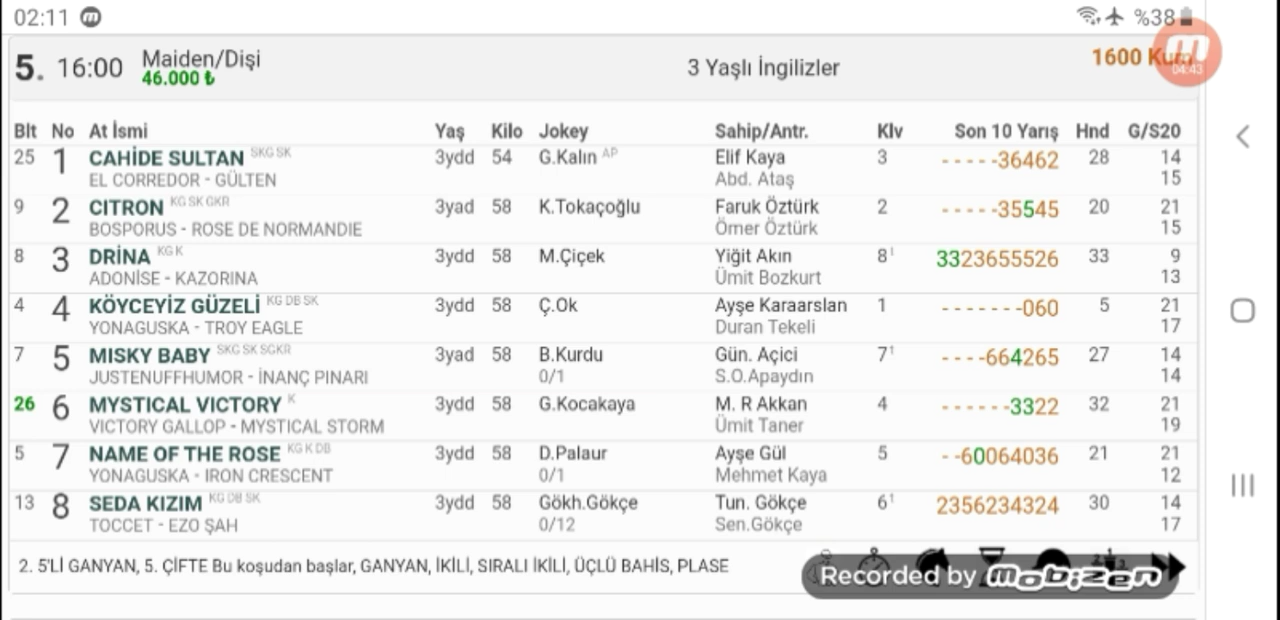 02:11 %38
5. 16:00 Maiden/Dişi 3 Yaşlı İngilizler 1600 Kum
46.000 ₺
04:43
Blt No At İsmi Yaş Kilo Jokey Sahip/Antr. Klv Son 10 Yarış Hnd G/S20
25 1 CAHİDE SULTAN SKG SK 3ydd 54 G.Kalın AP Elif Kaya 3 -----36462 28 14
EL CORREDOR - GÜLTEN Abd. Ataş 15
9 2 CITRON KG SK GKR 3yad 58 K.Tokaçoğlu Faruk Öztürk 2 -----35545 20 21
BOSPORUS - ROSE DE NORMANDIE Ömer Öztürk 15
8 3 DRİNA KG K 3ydd 58 M.Çiçek Yiğit Akın 8¹ 3323655526 33 9
ADONİSE - KAZORINA Ümit Bozkurt 13
4 4 KÖYCEYİZ GÜZELİ KG DB SK 3ydd 58 Ç.Ok Ayşe Karaarslan 1 -------060 5 21
YONAGUSKA - TROY EAGLE Duran Tekeli 17
7 5 MISKY BABY SKG SK SGKR 3yad 58 B.Kurdu Gün. Açici 7¹ ----664265 27 14
JUSTENUFFHUMOR - İNANÇ PINARI 0/1 S.O.Apaydın 14
26 6 MYSTICAL VICTORY K 3ydd 58 G.Kocakaya M. R Akkan 4 ------3322 32 21
VICTORY GALLOP - MYSTICAL STORM Ümit Taner 19
5 7 NAME OF THE ROSE KG K DB 3ydd 58 D.Palaur Ayşe Gül 5 --60064036 21 21
YONAGUSKA - IRON CRESCENT 0/1 Mehmet Kaya 12
13 8 SEDA KIZIM KG DB SK 3ydd 58 Gökh.Gökçe Tun. Gökçe 6¹ 2356234324 30 14
TOCCET - EZO ŞAH 0/12 Sen.Gökçe 17
2. 5'Lİ GANYAN, 5. ÇİFTE Bu koşudan başlar, GANYAN, İKİLİ, SIRALI İKİLİ, ÜÇLÜ BAHİS, PLASE
Recorded by mobizen